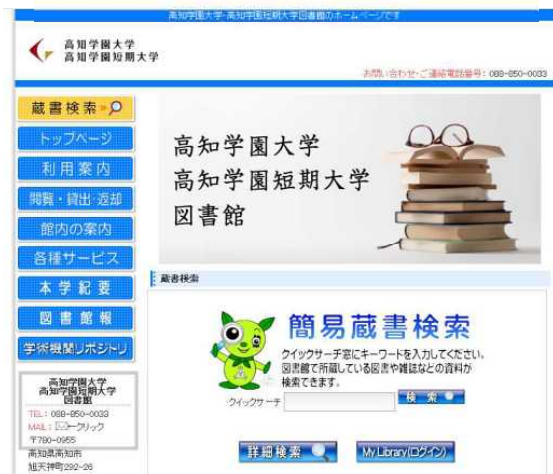 高知学園大学・高知学園短期大学図書館のホームページです
高知学園大学
高知学園短期大学
お問い合わせ・ご連絡電話番号：088-850-0033
蔵書検索
トップページ
利用案内
閲覧・貸出・返却
館内の案内
各種サービス
本学紀要
図書館報
学術機関リポジトリ
高知学園大学
高知学園短期大学
図書館
TEL：088-850-0033
MAIL：←クリック
〒780-0955
高知県高知市
旭天神町292-26
高知学園大学
高知学園短期大学
図書館
蔵書検索
簡易蔵書検索
クイックサーチ窓にキーワードを入力してください。
図書館で所蔵している図書や雑誌などの資料が
検索できます。
クイックサーチ 検索
詳細検索 My Library(ログイン)